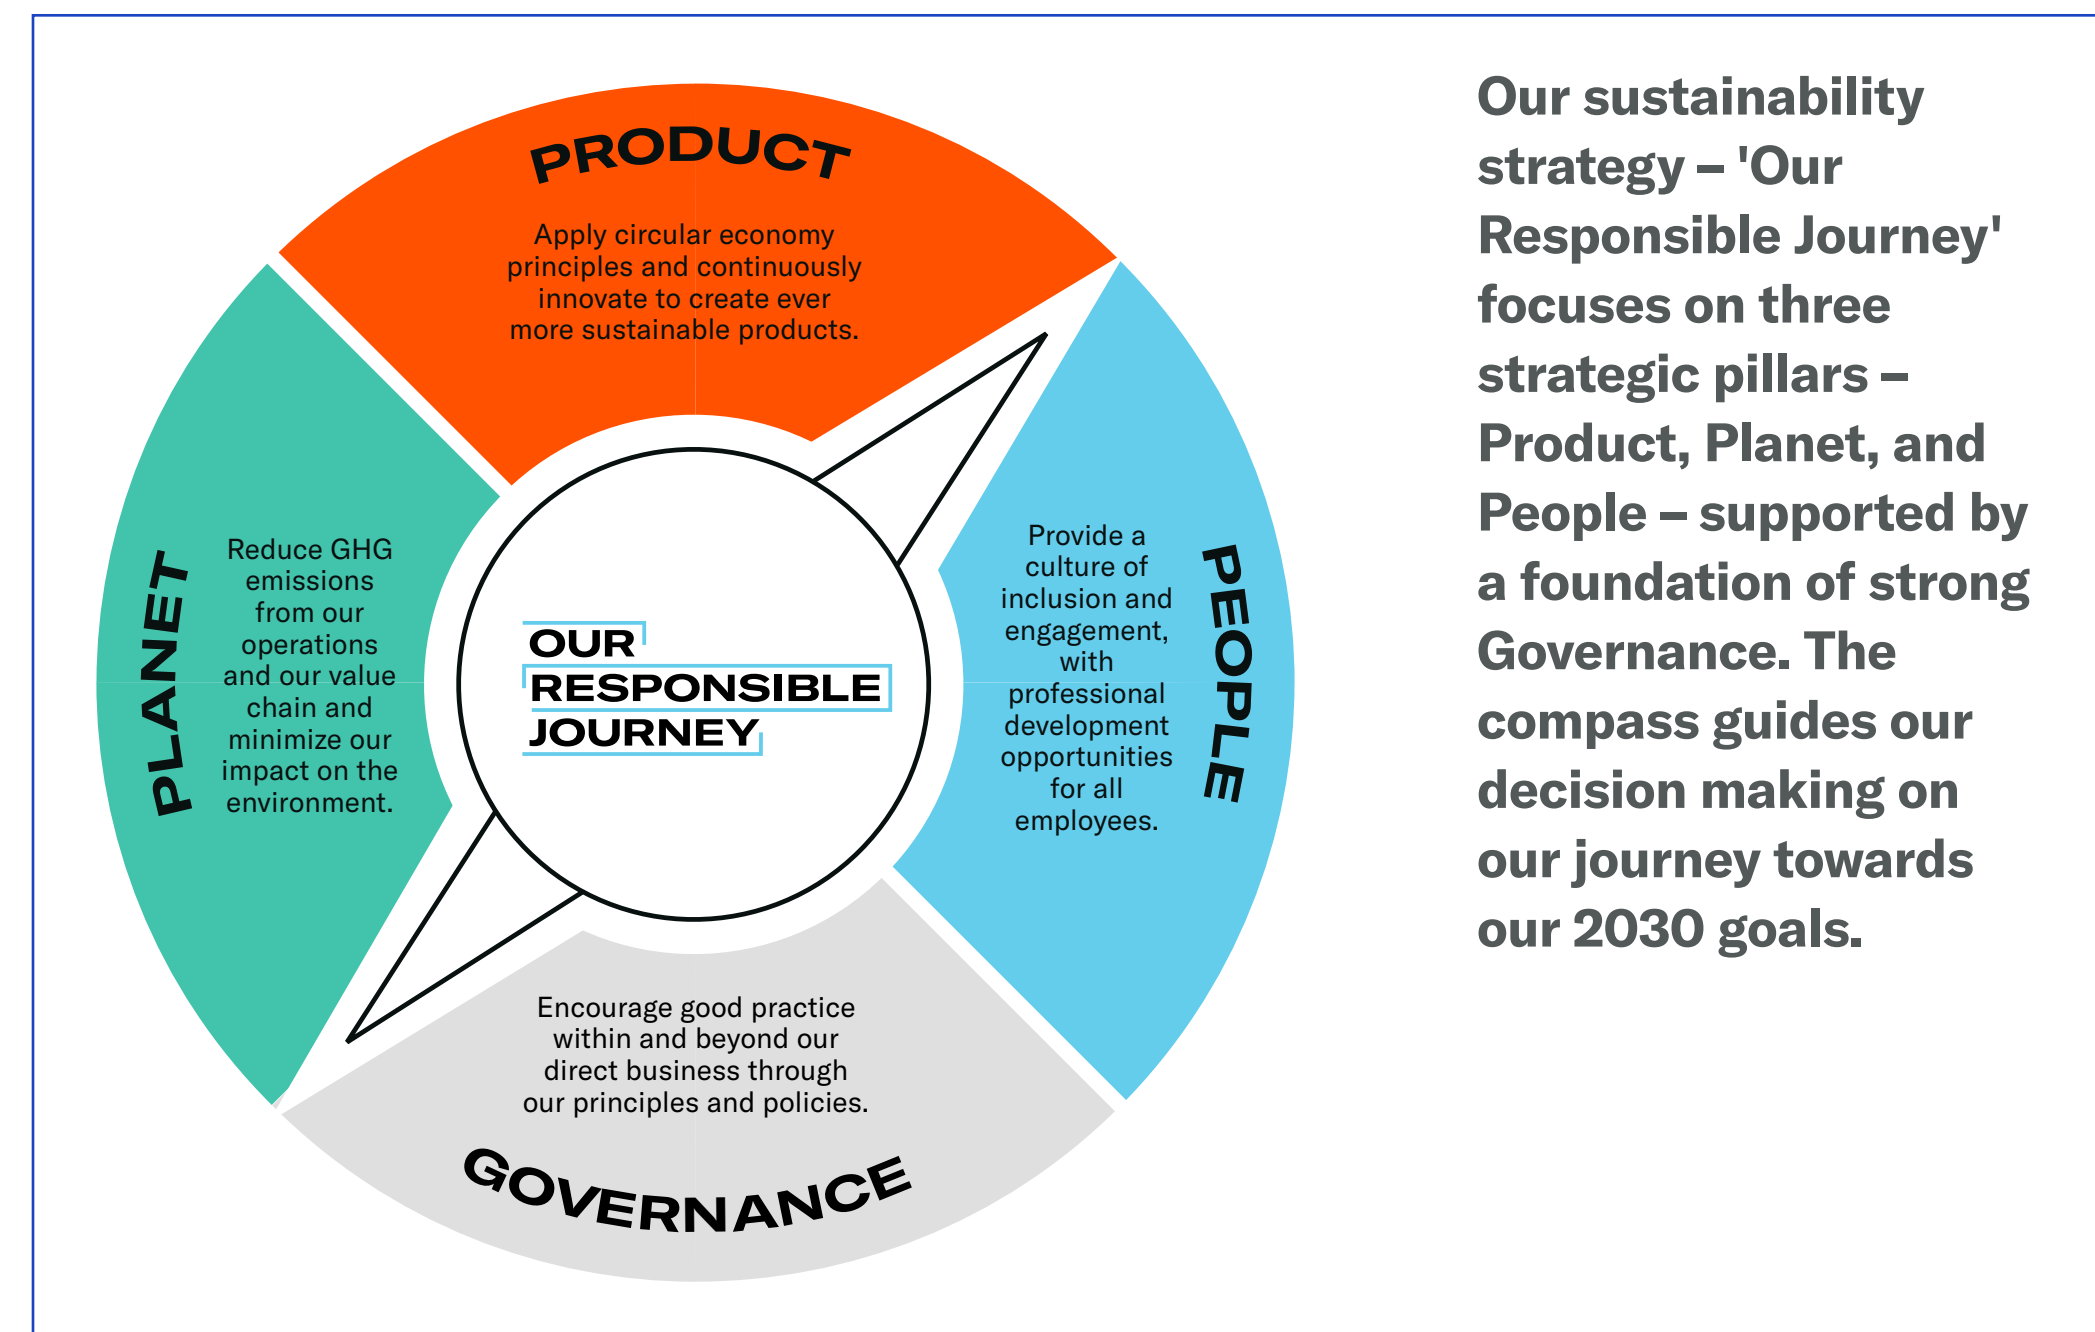 PRODUCT
Apply circular economy
principles and continuously
innovate to create ever
more sustainable products.
PLANET
Reduce GHG
emissions
from our
operations
and our value
chain and
minimize our
impact on the
environment.
OUR
RESPONSIBLE
JOURNEY
Provide a
culture of
inclusion and
engagement,
with
professional
development
opportunities
for all
employees.
PEOPLE
Encourage good practice
within and beyond our
direct business through
our principles and policies.
GOVERNANCE
Our sustainability
strategy – 'Our
Responsible Journey'
focuses on three
strategic pillars –
Product, Planet, and
People – supported by
a foundation of strong
Governance. The
compass guides our
decision making on
our journey towards
our 2030 goals.